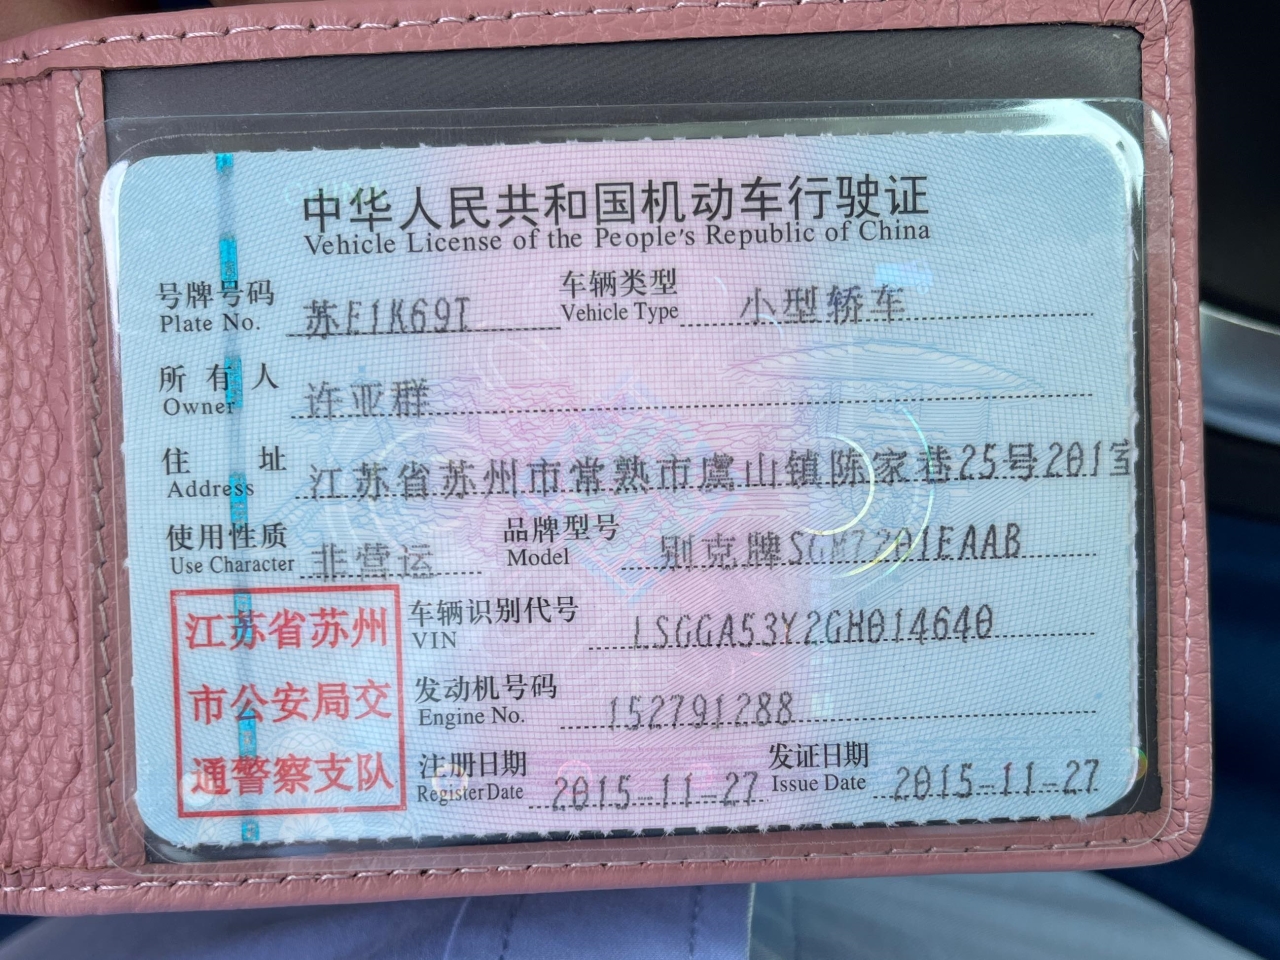 中华人民共和国机动车行驶证
Vehicle License of the People's Republic of China
号牌号码 苏E1K69T 车辆类型 小型轿车
Plate No. Vehicle Type
所有人 许亚群
Owner
住址 江苏省苏州市常熟市虞山镇陈家巷25号201室
Address
使用性质 非营运 品牌型号 别克牌SGM7201EAAB
Use Character Model
车辆识别代号 LSGGA53Y2GH014640
VIN
发动机号码 152791288
Engine No.
注册日期 2015-11-27 发证日期 2015-11-27
Register Date Issue Date
江苏省苏州
市公安局交
通警察支队